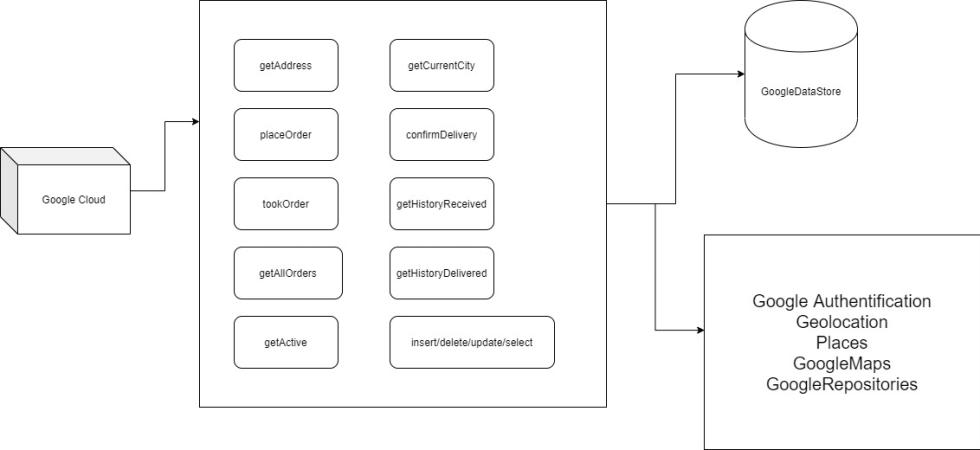 Google Cloud
getAddress
getCurrentCity
placeOrder
confirmDelivery
tookOrder
getHistoryReceived
getAllOrders
getHistoryDelivered
getActive
insert/delete/update/select
GoogleDataStore
Google Authentification
Geolocation
Places
GoogleMaps
GoogleRepositories